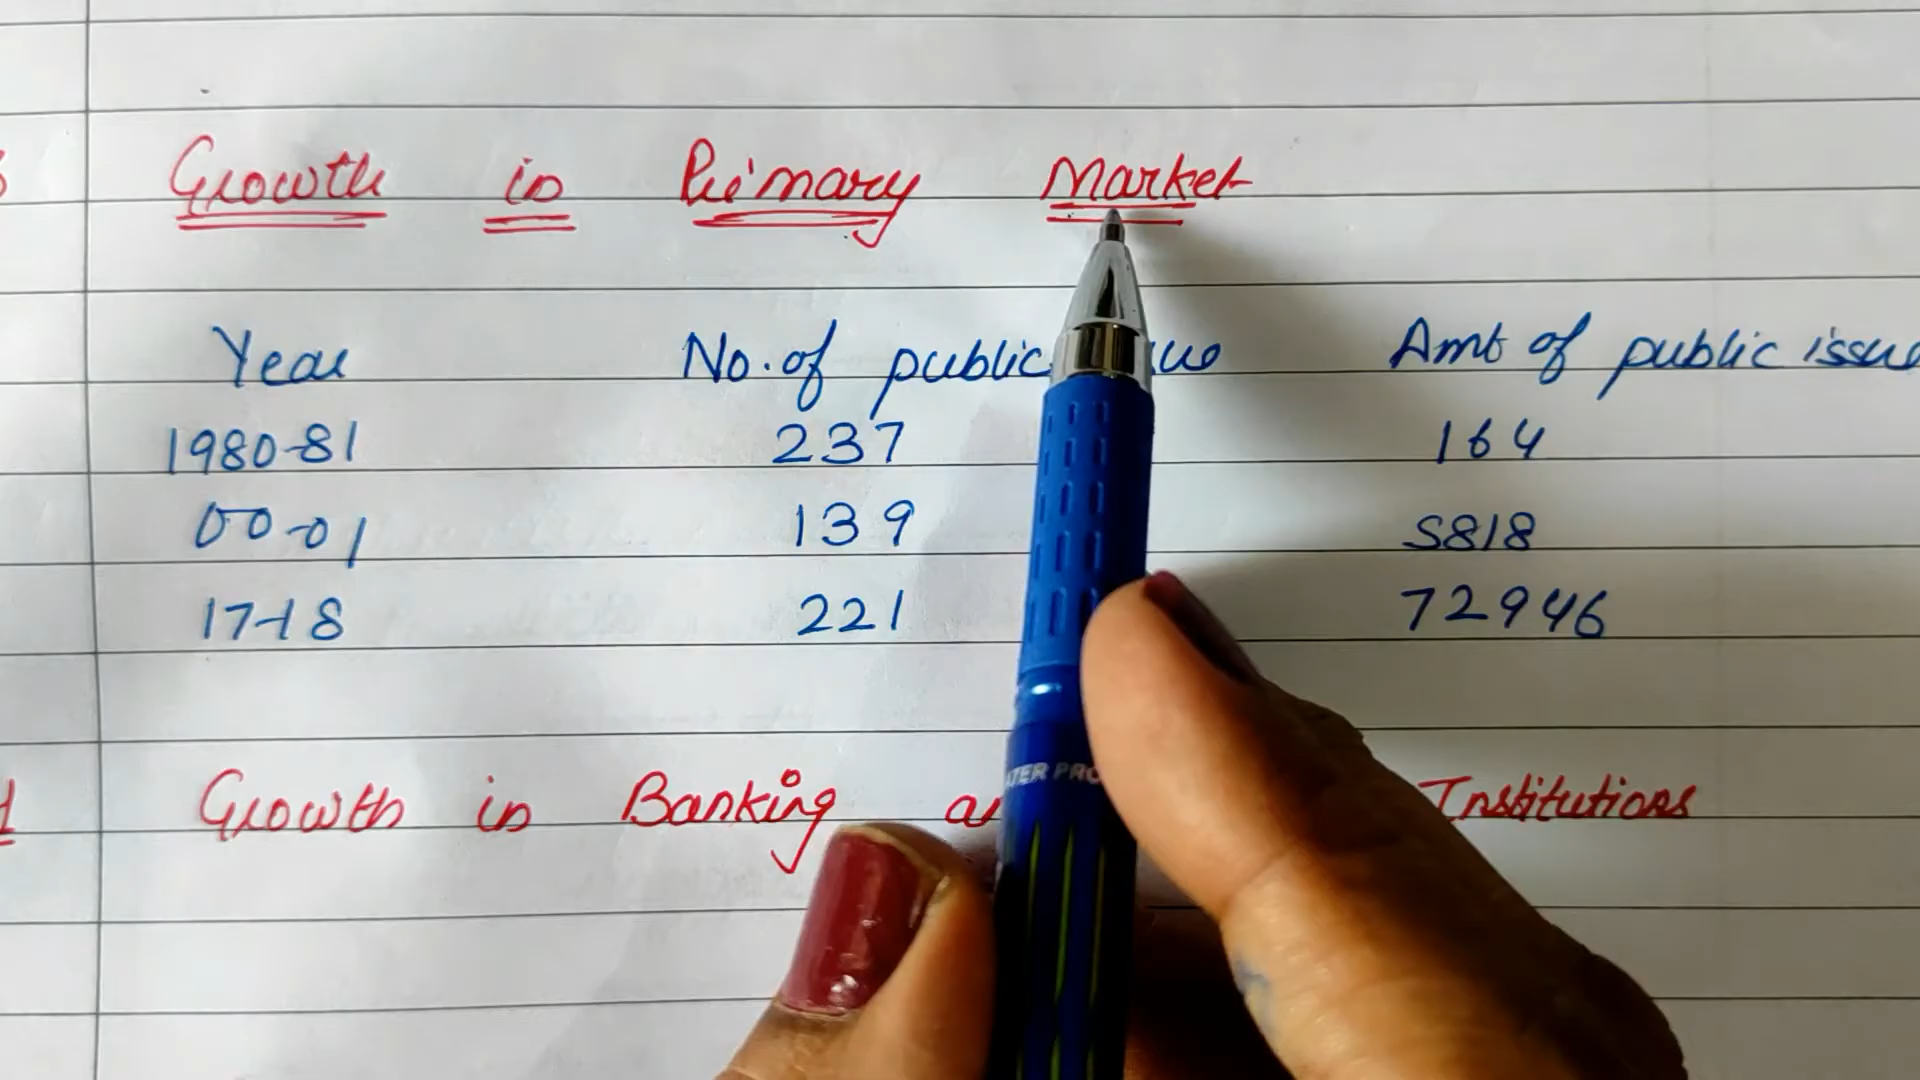 Growth in Primary Market
Year No. of public Amt of public issue
1980-81 237 164
00-01 139 5818
17-18 221 72946
Growth in Banking Institutions